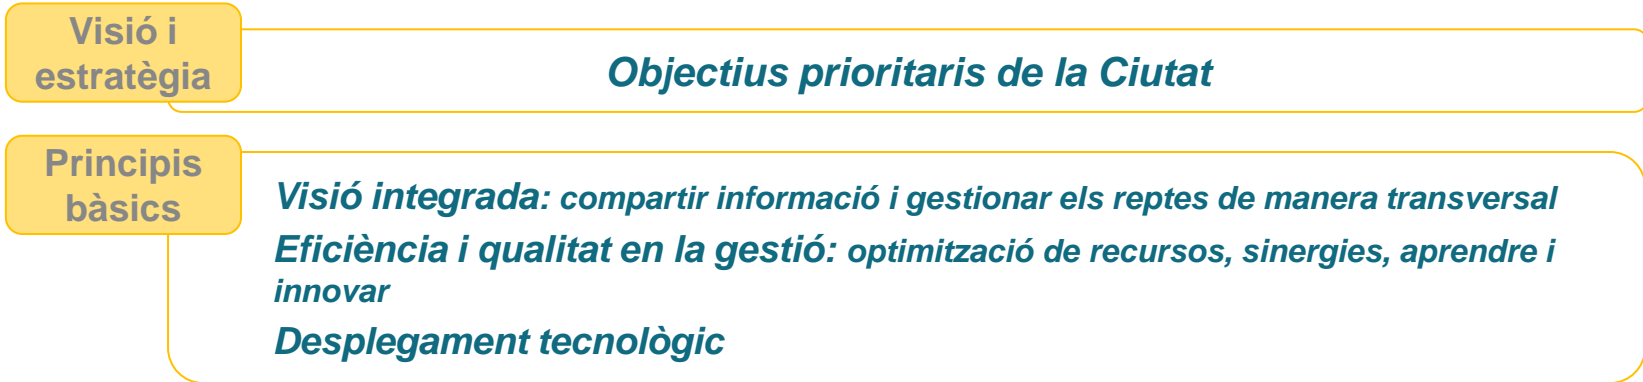 Visió i
estratègia
Objectius prioritaris de la Ciutat
Principis
bàsics
Visió integrada: compartir informació i gestionar els reptes de manera transversal
Eficiència i qualitat en la gestió: optimització de recursos, sinergies, aprendre i
innovar
Desplegament tecnològic